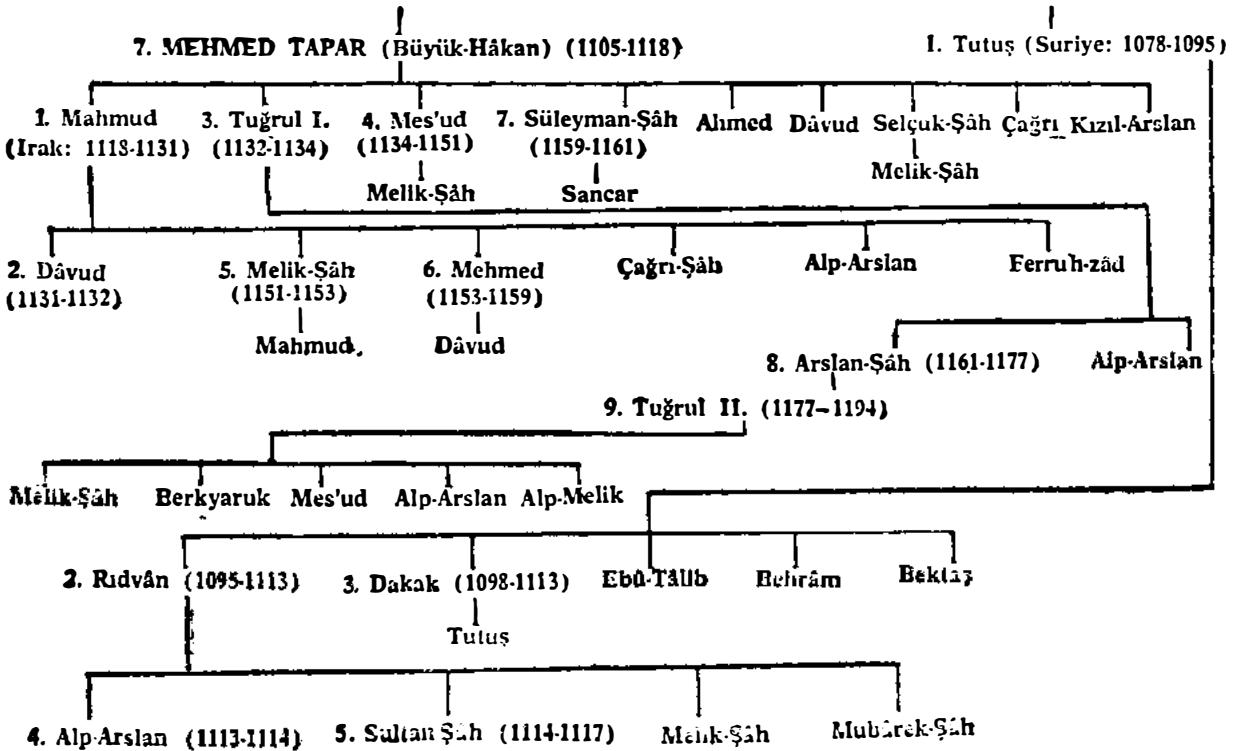 7. MEHMED TAPAR (Büyük-Hâkan) (1105-1118)
1. Tutuş (Suriye: 1078-1095)
1. Mahmud
(Irak: 1118-1131)
3. Tuğrul I.
(1132-1134)
4. Mes'ud
(1134-1151)
7. Süleyman-Şâh
(1159-1161)
Ahmed
Dâvud
Selçuk-Şâh
Çağrı
Kızıl-Arslan
Melik-Şâh
Sancar
Melik-Şâh
2. Dâvud
(1131-1132)
5. Melik-Şâh
(1151-1153)
6. Mehmed
(1153-1159)
Çağrı-Şâh
Alp-Arslan
Ferruh-zâd
Mahmud.
Dâvud
8. Arslan-Şâh (1161-1177)
Alp-Arslan
9. Tuğrul II. (1177-1194)
Melik-Şâh
Berkyaruk
Mes'ud
Alp-Arslan
Alp-Melik
2. Rıdvân (1095-1113)
3. Dakak (1098-1113)
Ebû-Tâlib
Behrâm
Bektaş
Tutuş
4. Alp-Arslan (1113-1114)
5. Sultan Şâh (1114-1117)
Melik-Şâh
Mubârek-Şâh